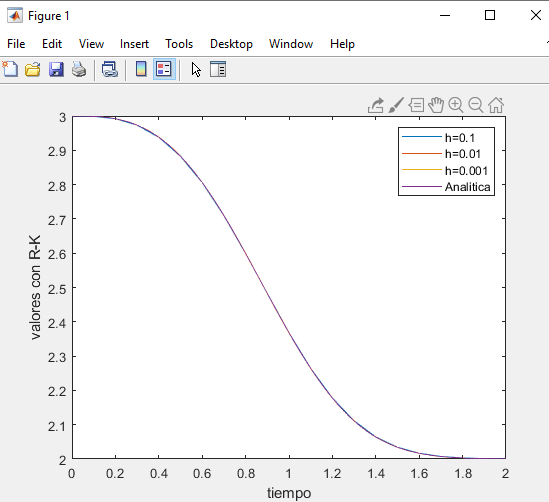 Figure 1
File Edit View Insert Tools Desktop Window Help
h=0.1
h=0.01
h=0.001
Analitica
3
2.9
2.8
2.7
2.6
2.5
2.4
2.3
2.2
2.1
2
valores con R-K
0 0.2 0.4 0.6 0.8 1 1.2 1.4 1.6 1.8 2
tiempo